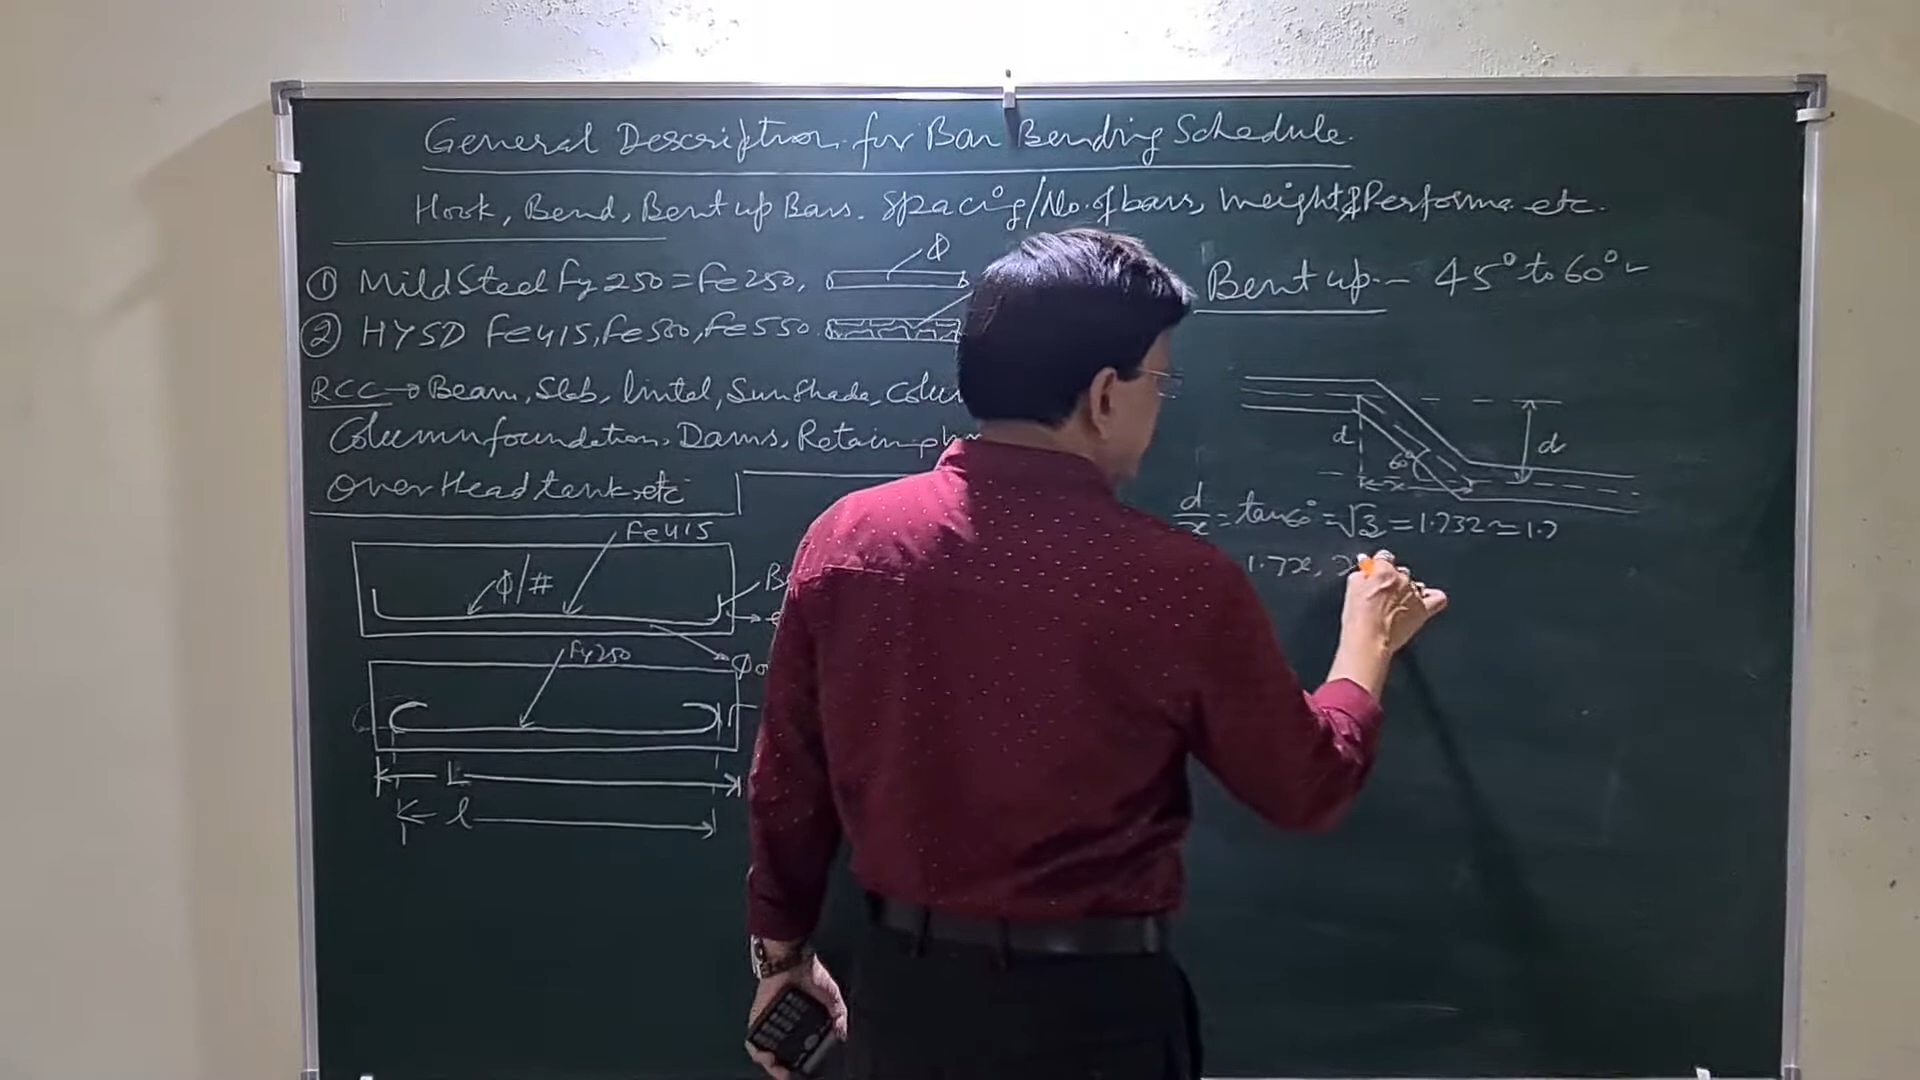 General Description for Bar Bending Schedule.
Hook, Bend, Bent up Bars. Spacing/No. of bars, Weight & Performa etc.
① Mild Steel Fy 250 = Fe 250,
Φ
② HYSD Fe415, Fe500, Fe550.
RCC → Beam, Slab, lintel, Sun Shade,
Column foundation, Dams,
Over Head tank etc
Fe415
Φ/#
Fy250
L
l
Bent up - 45° to 60°
d
d
60°
x
d/x = tan60° = √3 = 1.732 ≃ 1.7
1.7x,